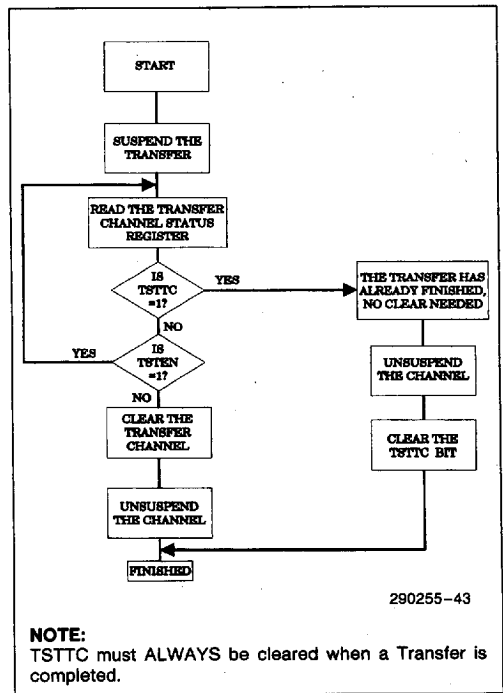 START
SUSPEND THE
TRANSFER
READ THE TRANSFER
CHANNEL STATUS
REGISTER
IS
TSTTC
=1?
YES
THE TRANSFER HAS
ALREADY FINISHED,
NO CLEAR NEEDED
NO
YES
IS
TSTEN
=1?
UNSUSPEND
THE CHANNEL
NO
CLEAR THE
TRANSFER
CHANNEL
CLEAR THE
TSTTC BIT
UNSUSPEND
THE CHANNEL
FINISHED
290255-43
NOTE:
TSTTC must ALWAYS be cleared when a Transfer is
completed.